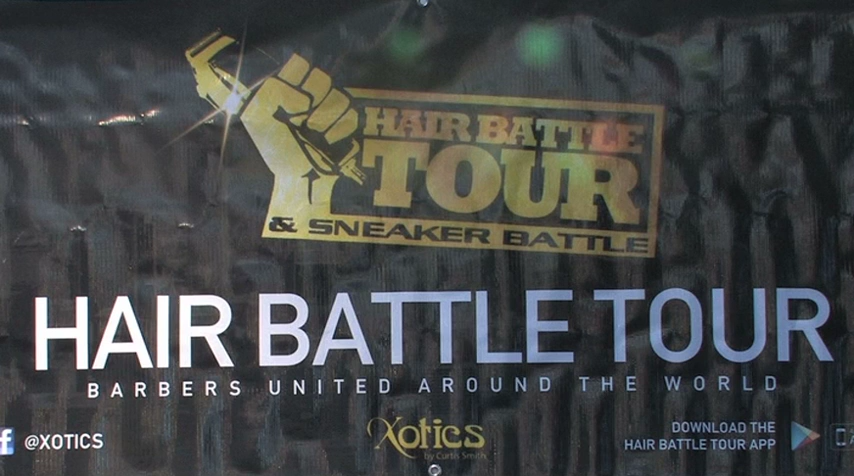 HAIR BATTLE
TOUR
& SNEAKER BATTLE
HAIR BATTLE TOUR
BARBERS UNITED AROUND THE WORLD
f @XOTICS
Xotics
by Curtis Smith
DOWNLOAD THE
HAIR BATTLE TOUR APP